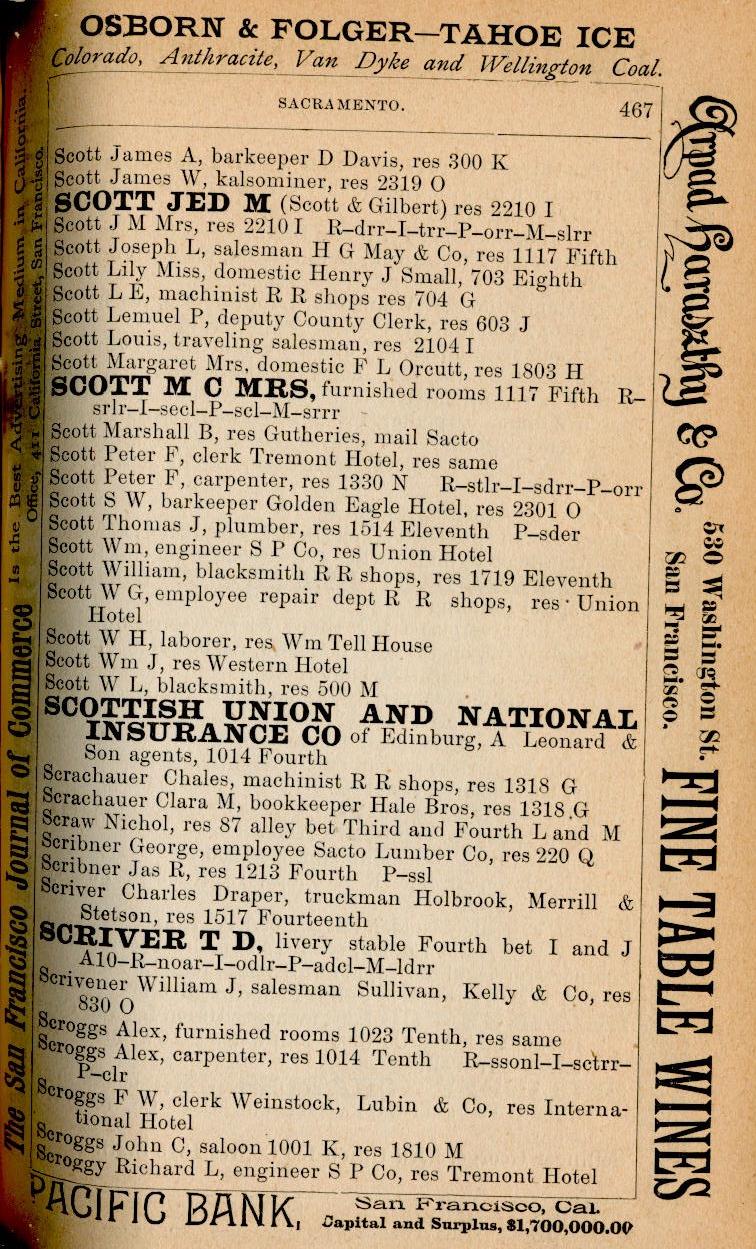 OSBORN & FOLGER—TAHOE ICE
Colorado, Anthracite, Van Dyke and Wellington Coal.
SACRAMENTO. 467
Scott James A, barkeeper D Davis, res 300 K
Scott James W, kalsominer, res 2319 O
SCOTT JED M (Scott & Gilbert) res 2210 I
Scott J M Mrs, res 2210 I R–drr–I–trr–P–orr–M–slrr
Scott Joseph L, salesman H G May & Co, res 1117 Fifth
Scott Lily Miss, domestic Henry J Small, 703 Eighth
Scott L E, machinist R R shops res 704 G
Scott Lemuel P, deputy County Clerk, res 603 J
Scott Louis, traveling salesman, res 2104 I
Scott Margaret Mrs, domestic F L Orcutt, res 1803 H
SCOTT M C MRS, furnished rooms 1117 Fifth R–
srlr–I–secl–P–scl–M–srrr
Scott Marshall B, res Gutheries, mail Sacto
Scott Peter F, clerk Tremont Hotel, res same
Scott Peter F, carpenter, res 1330 N R–stlr–I–sdrr–P–orr
Scott S W, barkeeper Golden Eagle Hotel, res 2301 O
Scott Thomas J, plumber, res 1514 Eleventh P–sder
Scott Wm, engineer S P Co, res Union Hotel
Scott William, blacksmith R R shops, res 1719 Eleventh
Scott W G, employee repair dept R R shops, res Union
Hotel
Scott W H, laborer, res Wm Tell House
Scott Wm J, res Western Hotel
Scott W L, blacksmith, res 500 M
SCOTTISH UNION AND NATIONAL
INSURANCE CO of Edinburg, A Leonard &
Son agents, 1014 Fourth
Scrachauer Chales, machinist R R shops, res 1318 G
Scrachauer Clara M, bookkeeper Hale Bros, res 1318 G
Scraw Nichol, res 87 alley bet Third and Fourth L and M
Scribner George, employee Sacto Lumber Co, res 220 Q
Scribner Jas R, res 1213 Fourth P–ssl
Scriver Charles Draper, truckman Holbrook, Merrill &
Stetson, res 1517 Fourteenth
SCRIVER T D, livery stable Fourth bet I and J
A10–R–noar–I–odlr–P–adcl–M–ldrr
Scrivener William J, salesman Sullivan, Kelly & Co, res
830 O
Scroggs Alex, furnished rooms 1023 Tenth, res same
Scroggs Alex, carpenter, res 1014 Tenth R–ssonl–I–sctrr–
P–clr
Scroggs F W, clerk Weinstock, Lubin & Co, res Interna-
tional Hotel
Scroggs John C, saloon 1001 K, res 1810 M
Scroggy Richard L, engineer S P Co, res Tremont Hotel
PACIFIC BANK, San Francisco, Cal.
Capital and Surplus, $1,700,000.00
The San Francisco Journal of Commerce Is the Best Advertising Medium in California.
Office, 411 California Street, San Francisco.
Arpad Haraszthy & Co. 530 Washington St. FINE TABLE WINES
San Francisco.